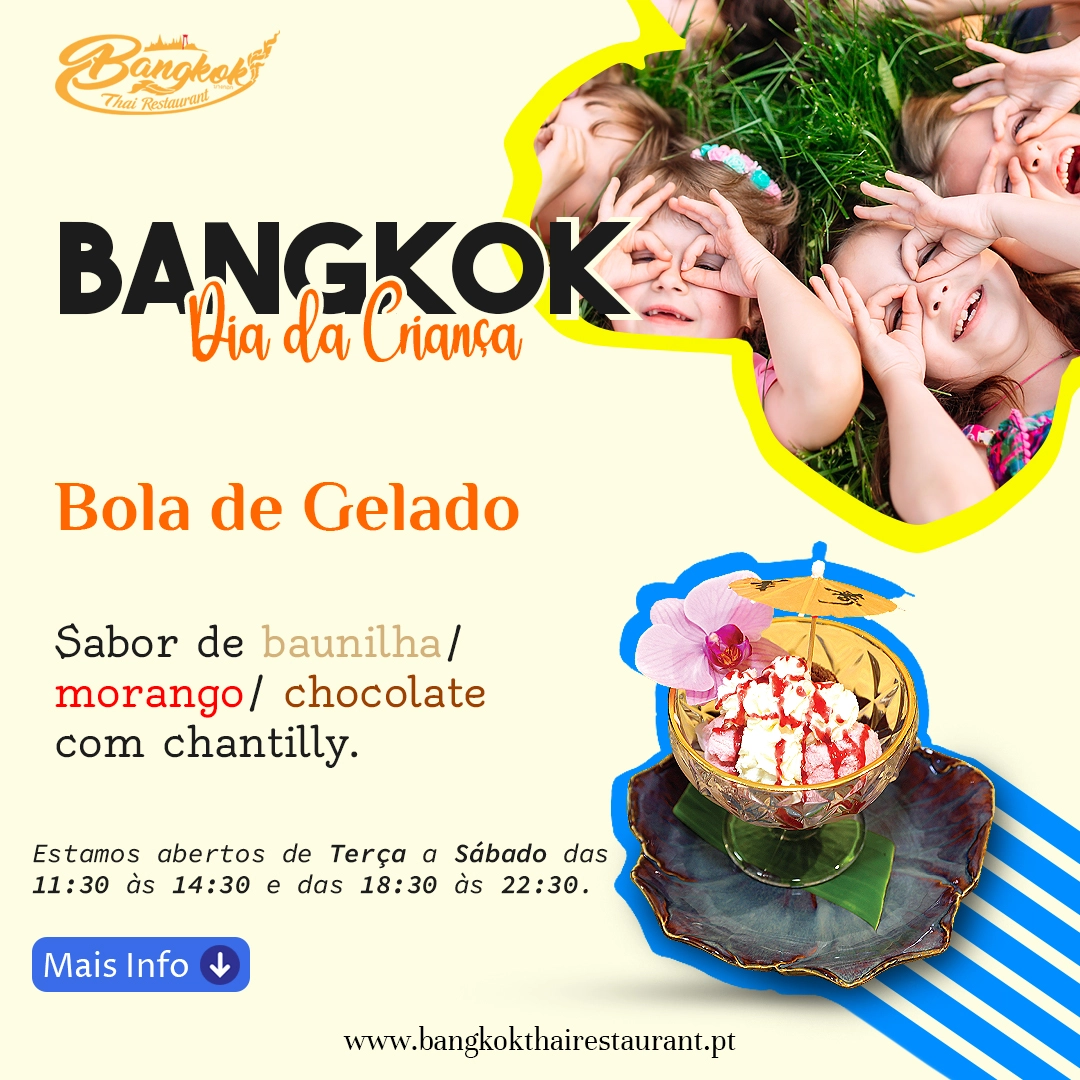 Bangkok
Thai Restaurant
BANGKOK
Dia da Criança
Bola de Gelado
Sabor de baunilha/
morango/ chocolate
com chantilly.
Estamos abertos de Terça a Sábado das
11:30 às 14:30 e das 18:30 às 22:30.
Mais Info
www.bangkokthairestaurant.pt